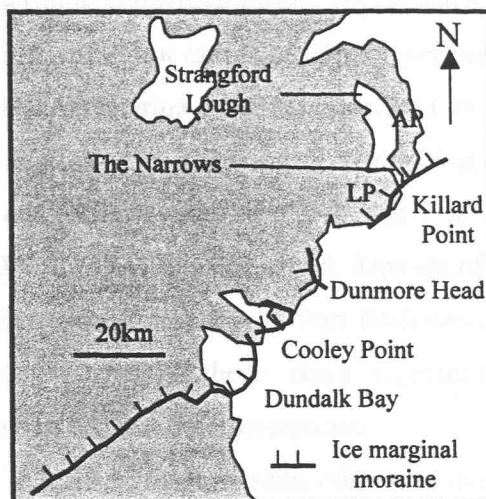 N
Strangford
Lough
AP
The Narrows
LP
Killard
Point
Dunmore Head
20km
Cooley Point
Dundalk Bay
Ice marginal
moraine